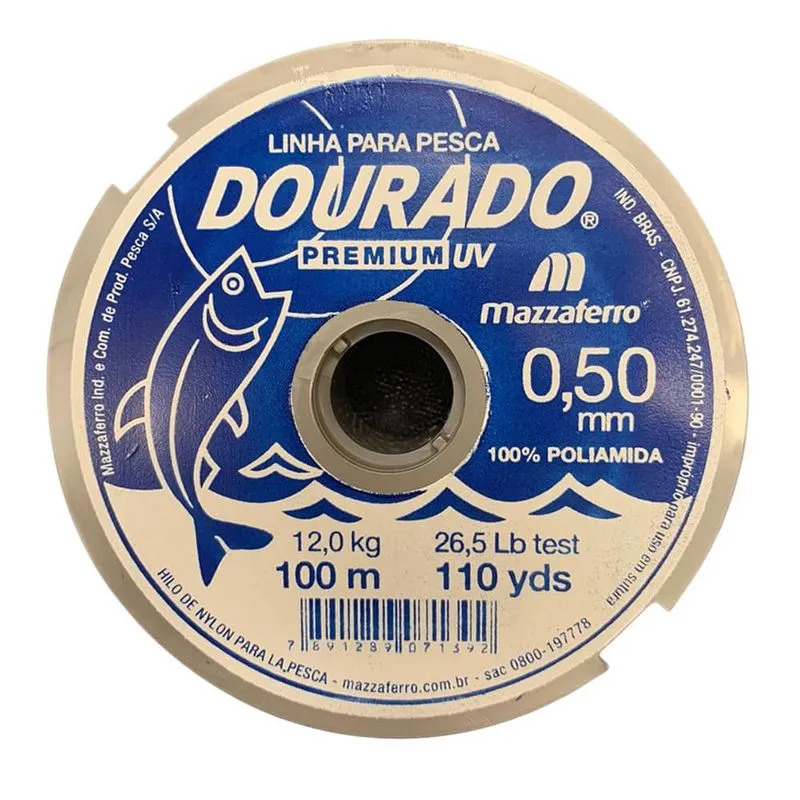 LINHA PARA PESCA
DOURADO®
PREMIUM UV
mazzaferro
0,50
mm
100% POLIAMIDA
12,0 kg 26,5 Lb test
100 m 110 yds
7 891289 071392
Mazzaferro Ind. e Com. de Prod. Pesca S/A
IND. BRAS. - CNPJ. 61.274.247/0001-90 - impróprio para uso em sutura
HILO DE NYLON PARA LA PESCA - mazzaferro.com.br - sac 0800-197778